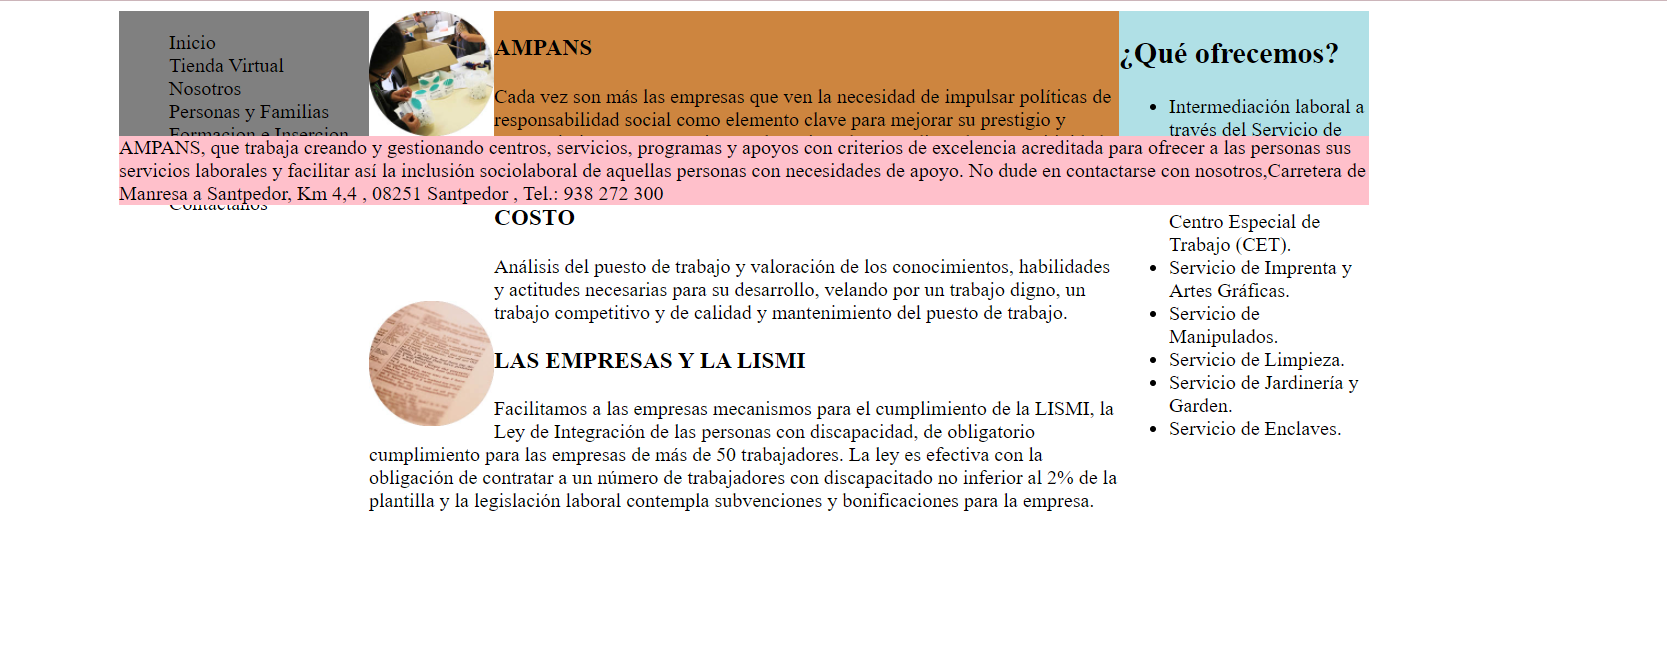 Inicio
Tienda Virtual
Nosotros
Personas y Familias
Formacion e Insercion
Contactanos
AMPANS
Cada vez son más las empresas que ven la necesidad de impulsar políticas de
responsabilidad social como elemento clave para mejorar su prestigio y
¿Qué ofrecemos?
• Intermediación laboral a
través del Servicio de
AMPANS, que trabaja creando y gestionando centros, servicios, programas y apoyos con criterios de excelencia acreditada para ofrecer a las personas sus
servicios laborales y facilitar así la inclusión sociolaboral de aquellas personas con necesidades de apoyo. No dude en contactarse con nosotros,Carretera de
Manresa a Santpedor, Km 4,4 , 08251 Santpedor , Tel.: 938 272 300
COSTO
Análisis del puesto de trabajo y valoración de los conocimientos, habilidades
y actitudes necesarias para su desarrollo, velando por un trabajo digno, un
trabajo competitivo y de calidad y mantenimiento del puesto de trabajo.
LAS EMPRESAS Y LA LISMI
Facilitamos a las empresas mecanismos para el cumplimiento de la LISMI, la
Ley de Integración de las personas con discapacidad, de obligatorio
cumplimiento para las empresas de más de 50 trabajadores. La ley es efectiva con la
obligación de contratar a un número de trabajadores con discapacitado no inferior al 2% de la
plantilla y la legislación laboral contempla subvenciones y bonificaciones para la empresa.
Centro Especial de
Trabajo (CET).
• Servicio de Imprenta y
Artes Gráficas.
• Servicio de
Manipulados.
• Servicio de Limpieza.
• Servicio de Jardinería y
Garden.
• Servicio de Enclaves.